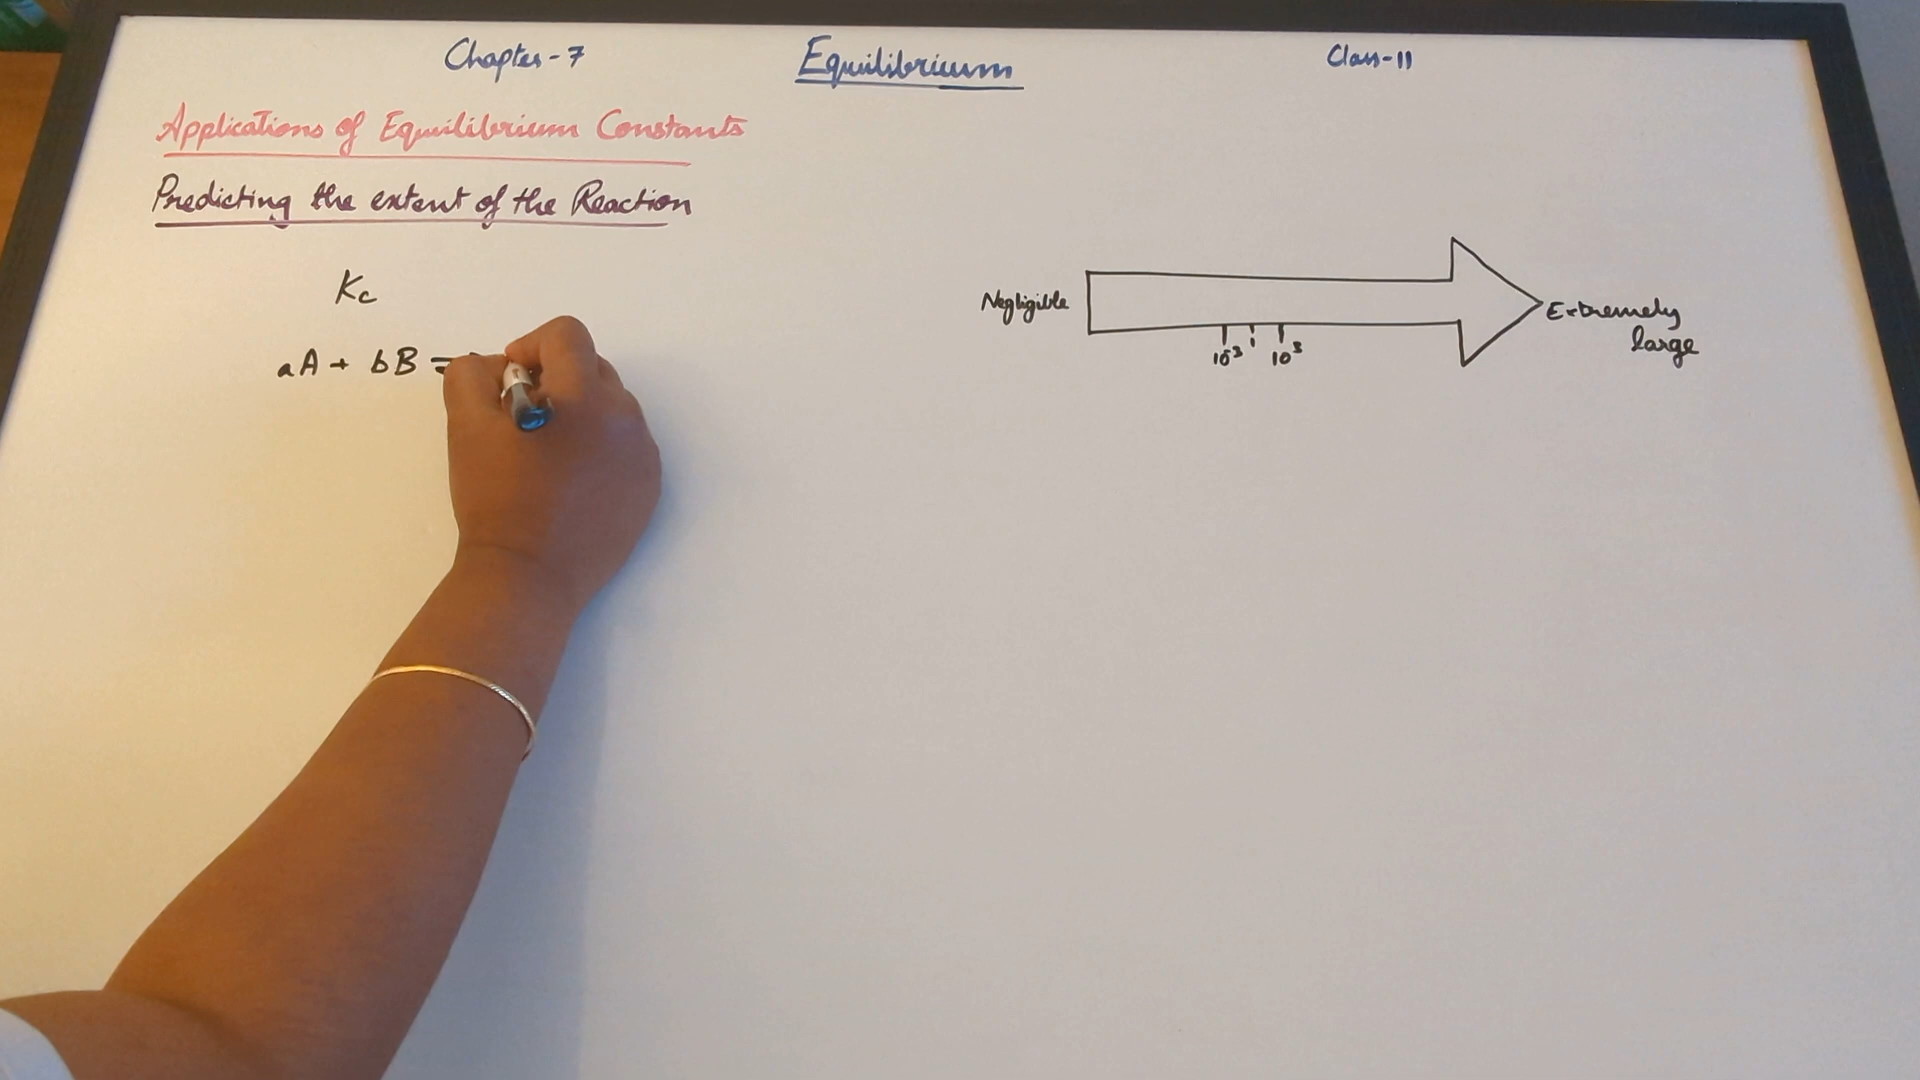 Chapter-7 Equilibrium Class-11
Applications of Equilibrium Constants
Predicting the extent of the Reaction
Kc
Negligible Extremely
large
10⁻³ 1 10³
aA + bB